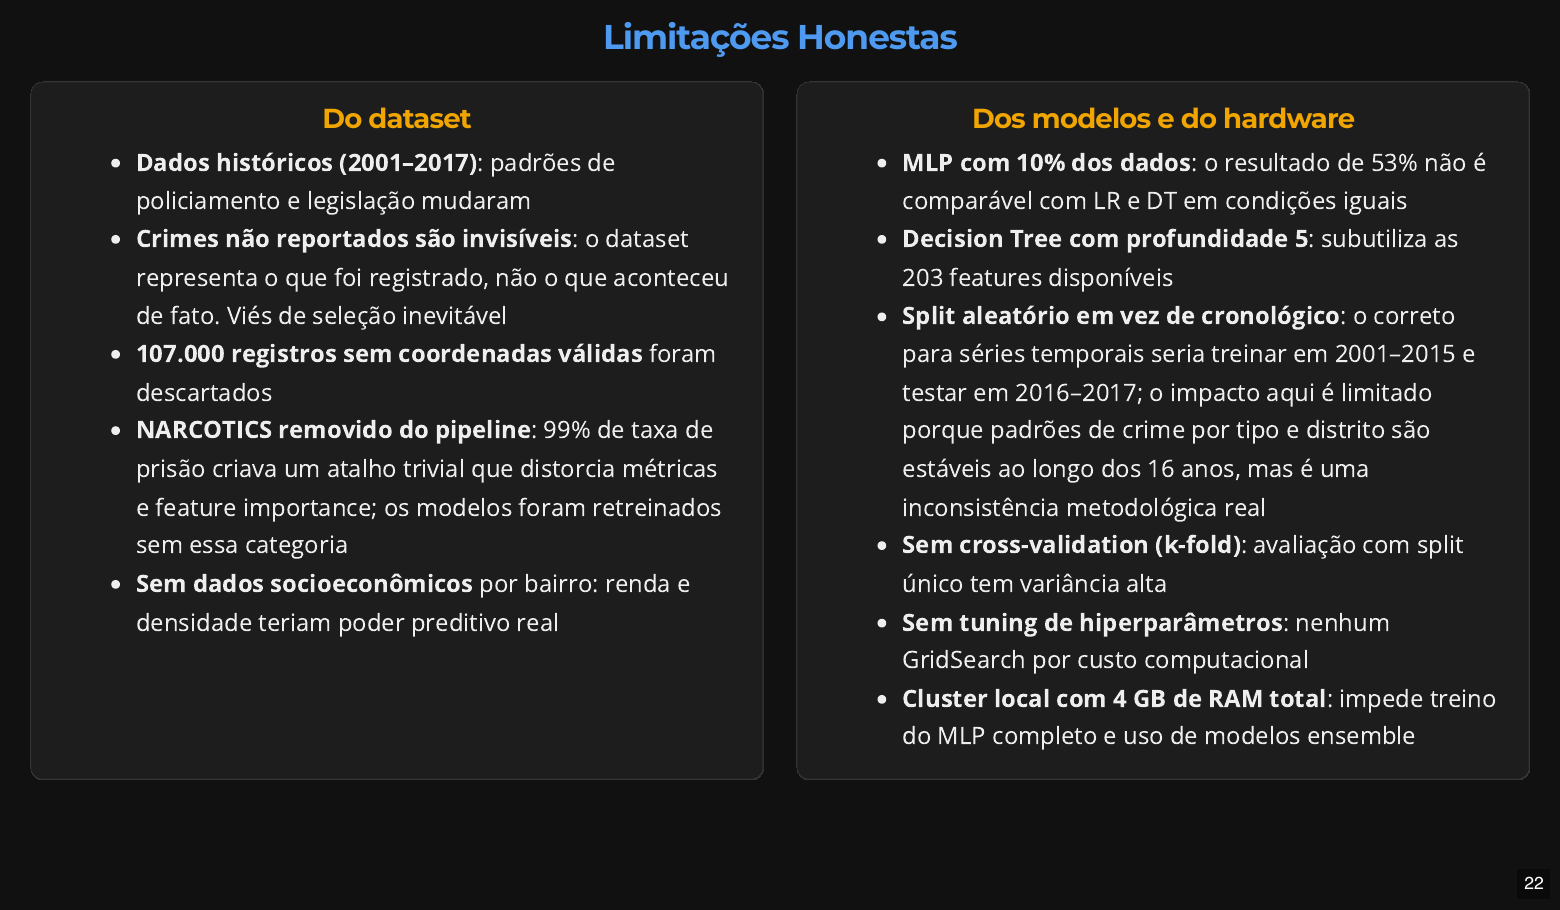 Limitações Honestas
Do dataset
• Dados históricos (2001–2017): padrões de
policiamento e legislação mudaram
• Crimes não reportados são invisíveis: o dataset
representa o que foi registrado, não o que aconteceu
de fato. Viés de seleção inevitável
• 107.000 registros sem coordenadas válidas foram
descartados
• NARCOTICS removido do pipeline: 99% de taxa de
prisão criava um atalho trivial que distorcia métricas
e feature importance; os modelos foram retreinados
sem essa categoria
• Sem dados socioeconômicos por bairro: renda e
densidade teriam poder preditivo real
Dos modelos e do hardware
• MLP com 10% dos dados: o resultado de 53% não é
comparável com LR e DT em condições iguais
• Decision Tree com profundidade 5: subutiliza as
203 features disponíveis
• Split aleatório em vez de cronológico: o correto
para séries temporais seria treinar em 2001–2015 e
testar em 2016–2017; o impacto aqui é limitado
porque padrões de crime por tipo e distrito são
estáveis ao longo dos 16 anos, mas é uma
inconsistência metodológica real
• Sem cross-validation (k-fold): avaliação com split
único tem variância alta
• Sem tuning de hiperparâmetros: nenhum
GridSearch por custo computacional
• Cluster local com 4 GB de RAM total: impede treino
do MLP completo e uso de modelos ensemble
22